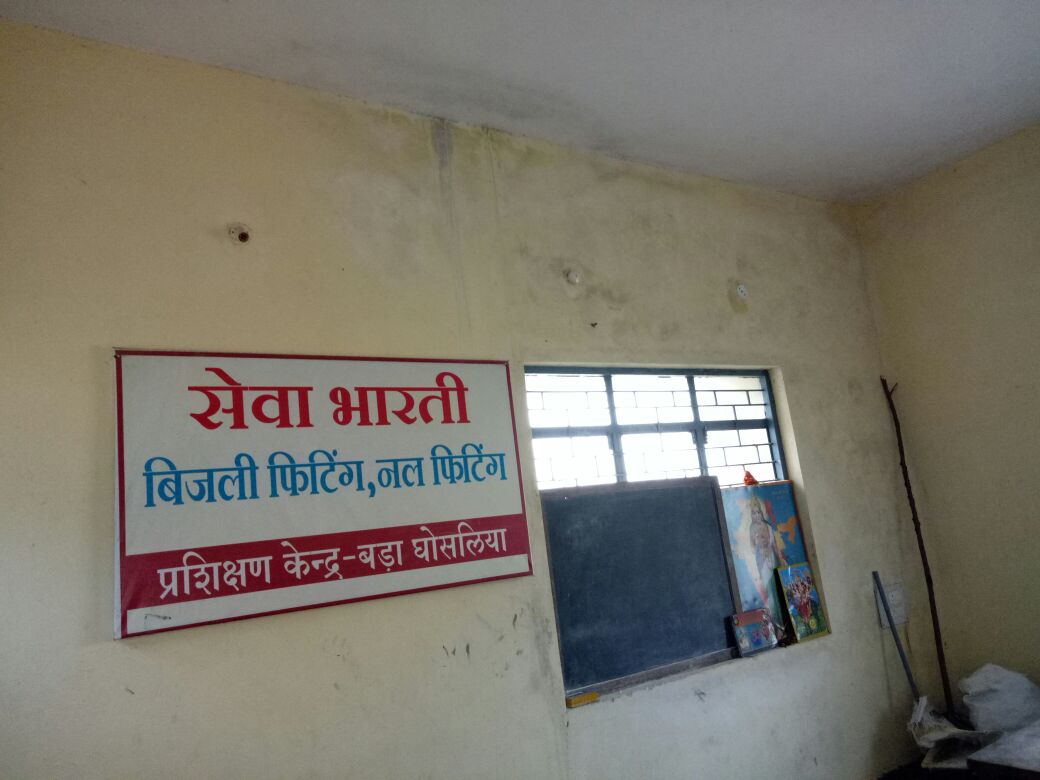 सेवा भारती
बिजली फिटिंग,नल फिटिंग
प्रशिक्षण केन्द्र-बड़ा घोसलिया